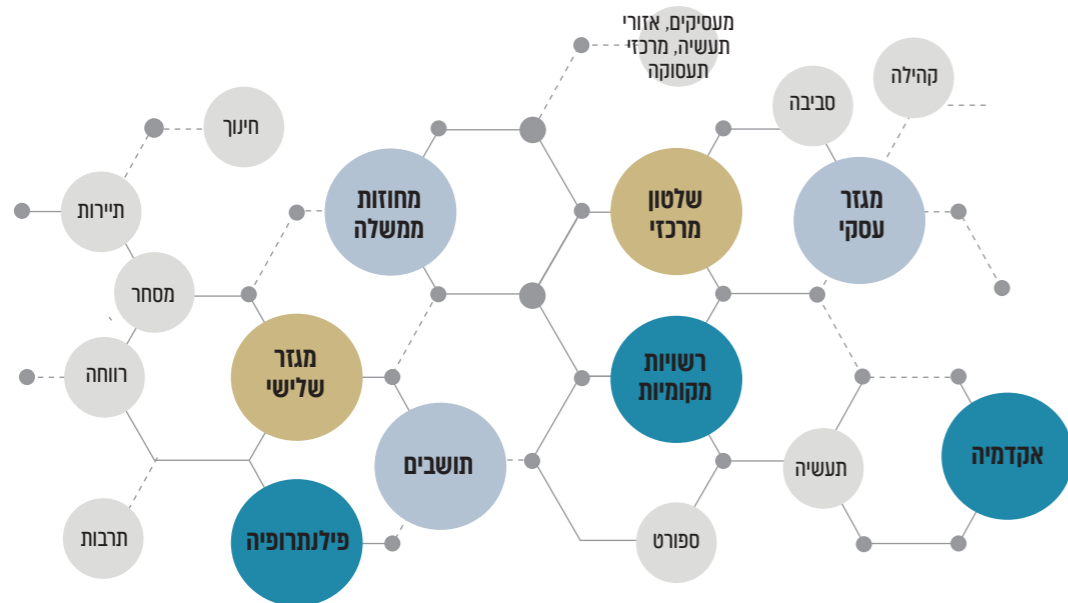 מעסיקים, אזורי
תעשיה, מרכזי
תעסוקה
קהילה
סביבה
חינוך
מגזר
עסקי
שלטון
מרכזי
מחוזות
ממשלה
תיירות
מסחר
רשויות
מקומיות
מגזר
שלישי
רווחה
אקדמיה
תעשיה
תושבים
ספורט
פילנתרופיה
תרבות